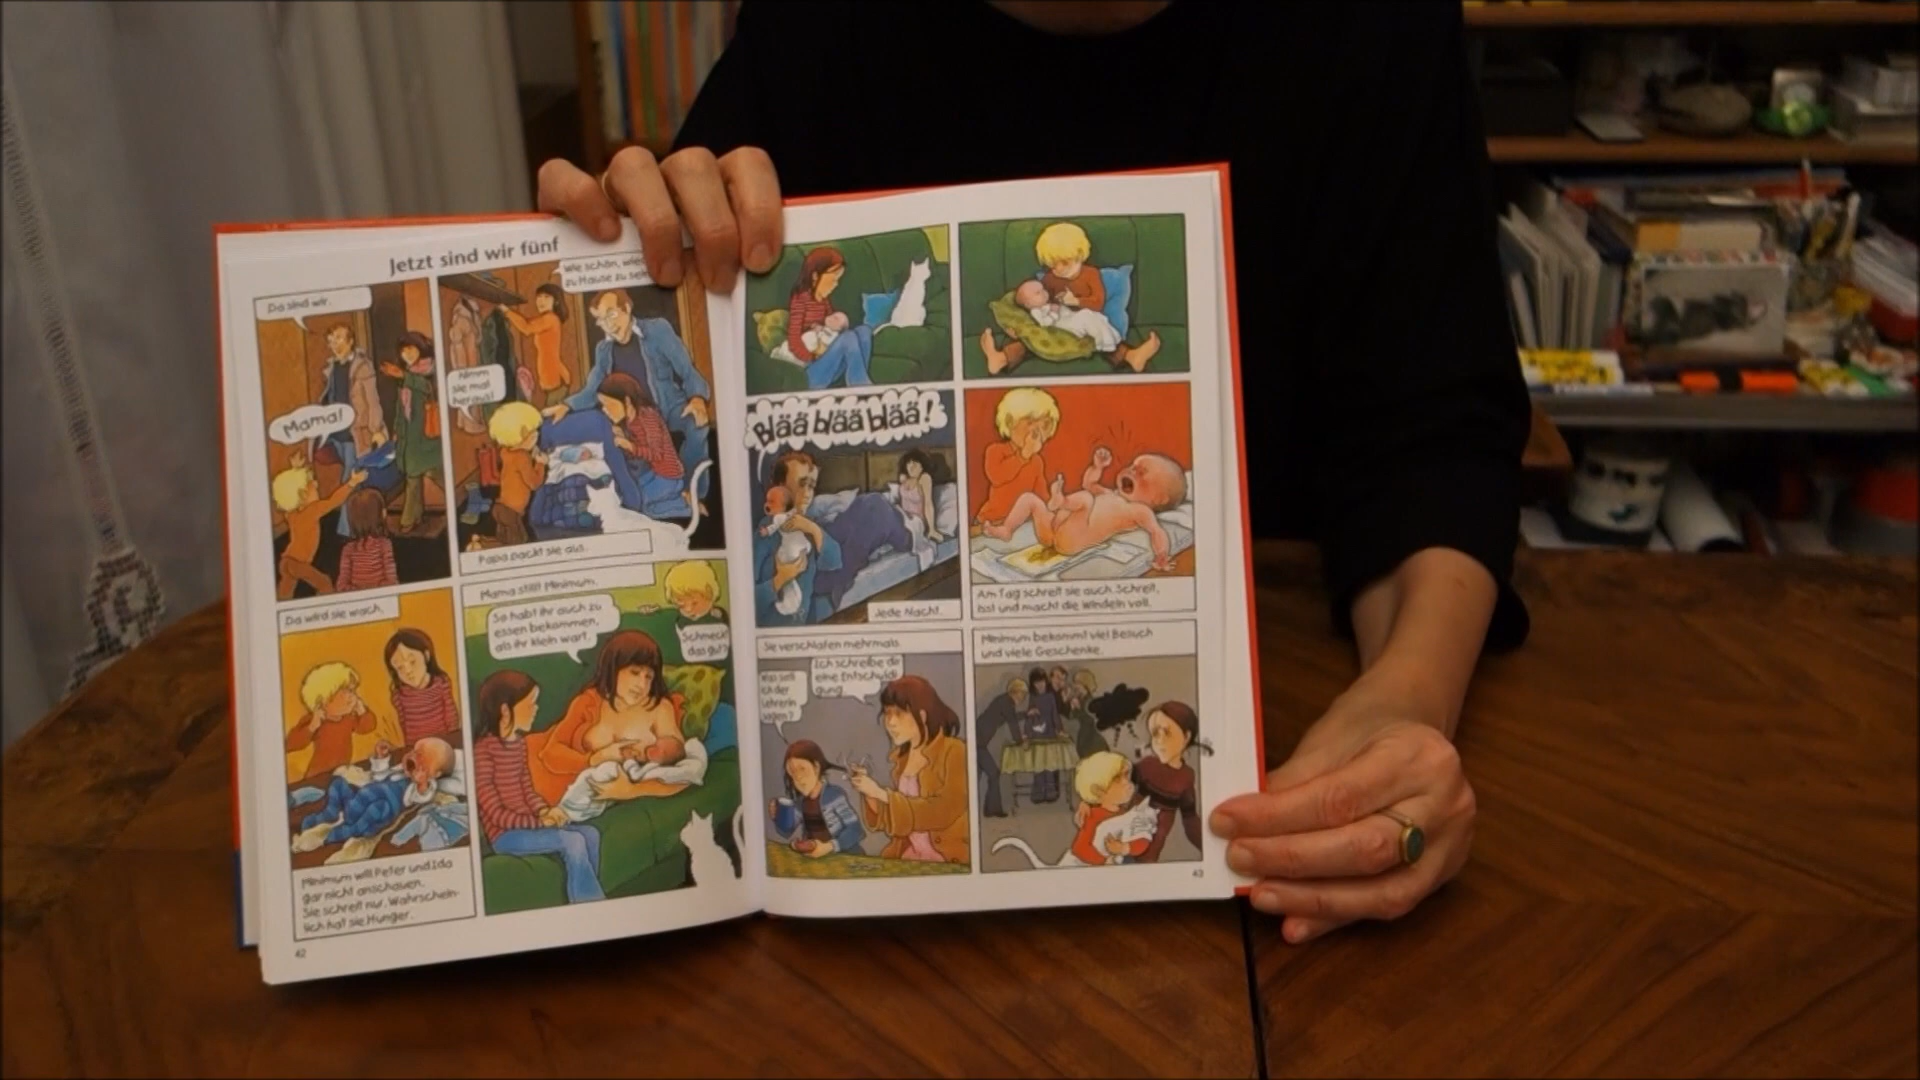 Jetzt sind wir fünf
Da sind wir.
Mama!
Wie schön, wie
zu Hause zu sein
Nimm
sie mal
heraus!
Papa packt sie aus.
Da wird sie wach.
Minimum will Peter und Ida
gar nicht anschauen.
Sie schreit nur. Wahrschein-
lich hat sie Hunger.
Mama stillt Minimum.
So habt ihr auch zu
essen bekommen,
als ihr klein wart.
Schmeckt
das gut?
42
Blää blää blää!
Jede Nacht.
Am Tag schreit sie auch. Schreit,
isst und macht die Windeln voll.
Sie verschlafen mehrmals.
Was soll
ich der
Lehrerin
sagen?
Ich schreibe dir
eine Entschuldi
gung.
Minimum bekommt viel Besuch
und viele Geschenke.
43